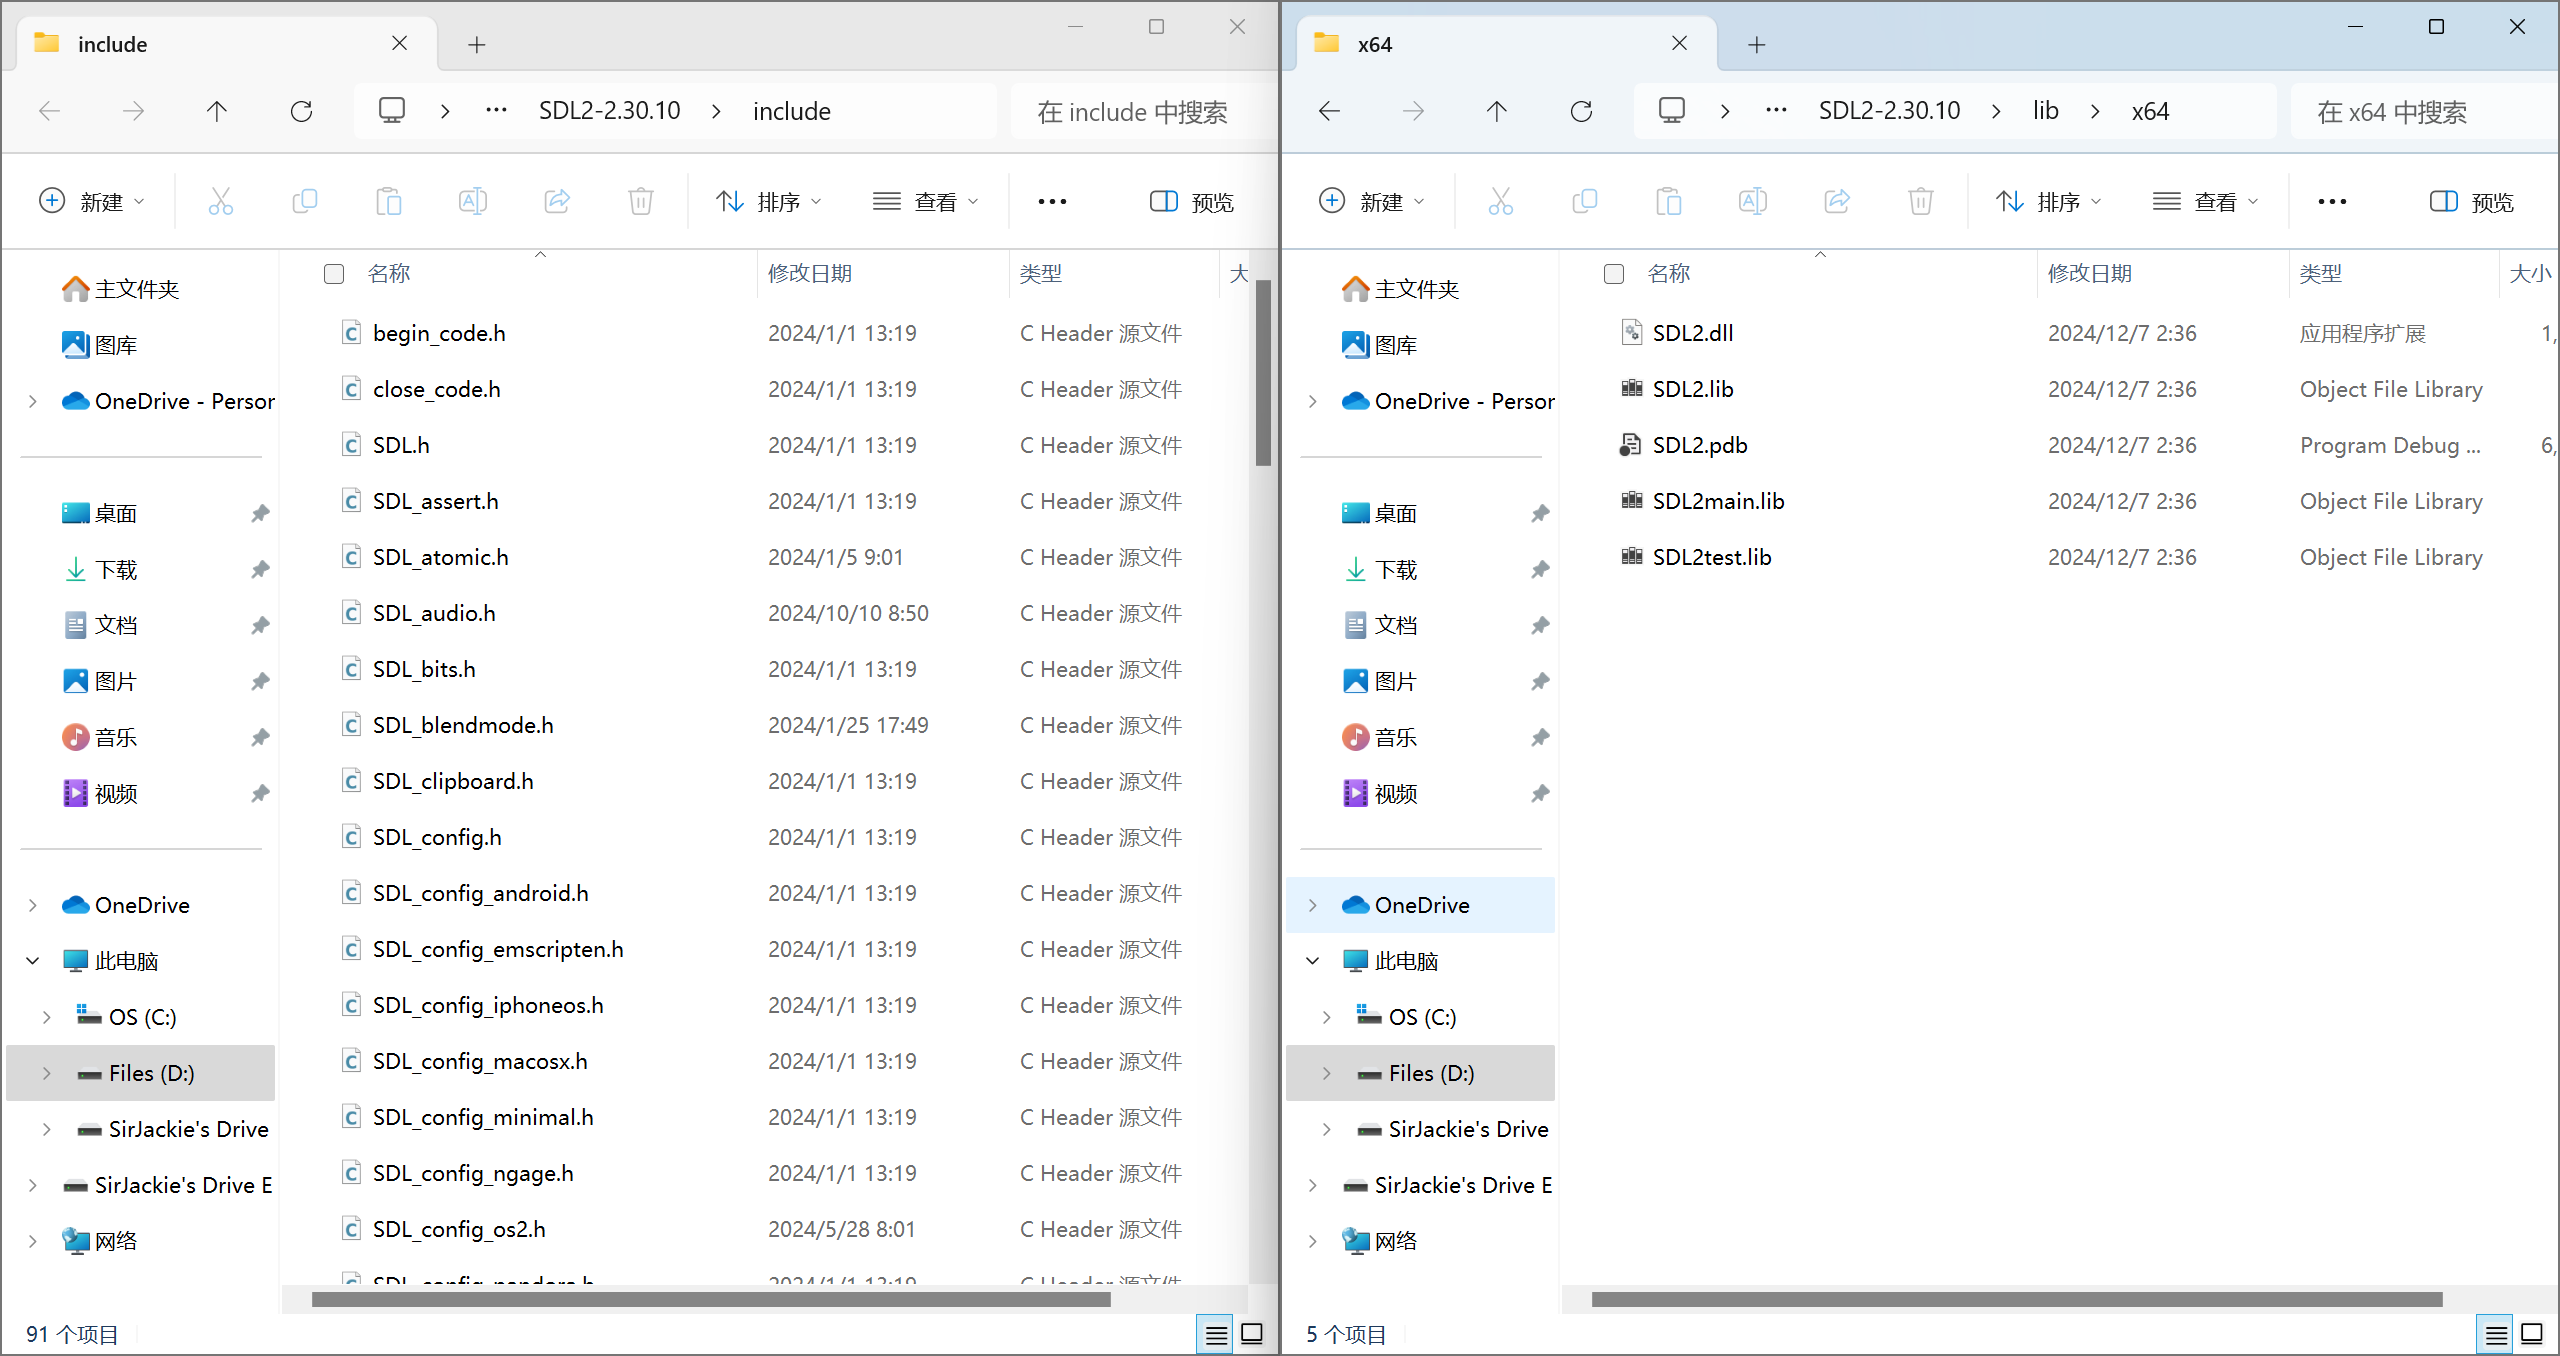 include
SDL2-2.30.10
include
在 include 中搜索
新建
排序
查看
预览
主文件夹
图库
OneDrive - Person
桌面
下载
文档
图片
音乐
视频
OneDrive
此电脑
OS (C:)
Files (D:)
SirJackie's Drive
SirJackie's Drive E
网络
名称 修改日期 类型 大
begin_code.h 2024/1/1 13:19 C Header 源文件
close_code.h 2024/1/1 13:19 C Header 源文件
SDL.h 2024/1/1 13:19 C Header 源文件
SDL_assert.h 2024/1/1 13:19 C Header 源文件
SDL_atomic.h 2024/1/5 9:01 C Header 源文件
SDL_audio.h 2024/10/10 8:50 C Header 源文件
SDL_bits.h 2024/1/1 13:19 C Header 源文件
SDL_blendmode.h 2024/1/25 17:49 C Header 源文件
SDL_clipboard.h 2024/1/1 13:19 C Header 源文件
SDL_config.h 2024/1/1 13:19 C Header 源文件
SDL_config_android.h 2024/1/1 13:19 C Header 源文件
SDL_config_emscripten.h 2024/1/1 13:19 C Header 源文件
SDL_config_iphoneos.h 2024/1/1 13:19 C Header 源文件
SDL_config_macosx.h 2024/1/1 13:19 C Header 源文件
SDL_config_minimal.h 2024/1/1 13:19 C Header 源文件
SDL_config_ngage.h 2024/1/1 13:19 C Header 源文件
SDL_config_os2.h 2024/5/28 8:01 C Header 源文件
SDL_config_pandora.h 2024/1/1 13:19 C Header 源文件
91 个项目
x64
SDL2-2.30.10
lib
x64
在 x64 中搜索
新建
排序
查看
预览
主文件夹
图库
OneDrive - Person
桌面
下载
文档
图片
音乐
视频
OneDrive
此电脑
OS (C:)
Files (D:)
SirJackie's Drive
SirJackie's Drive E
网络
名称 修改日期 类型 大小
SDL2.dll 2024/12/7 2:36 应用程序扩展 1,
SDL2.lib 2024/12/7 2:36 Object File Library
SDL2.pdb 2024/12/7 2:36 Program Debug ... 6,
SDL2main.lib 2024/12/7 2:36 Object File Library
SDL2test.lib 2024/12/7 2:36 Object File Library
5 个项目